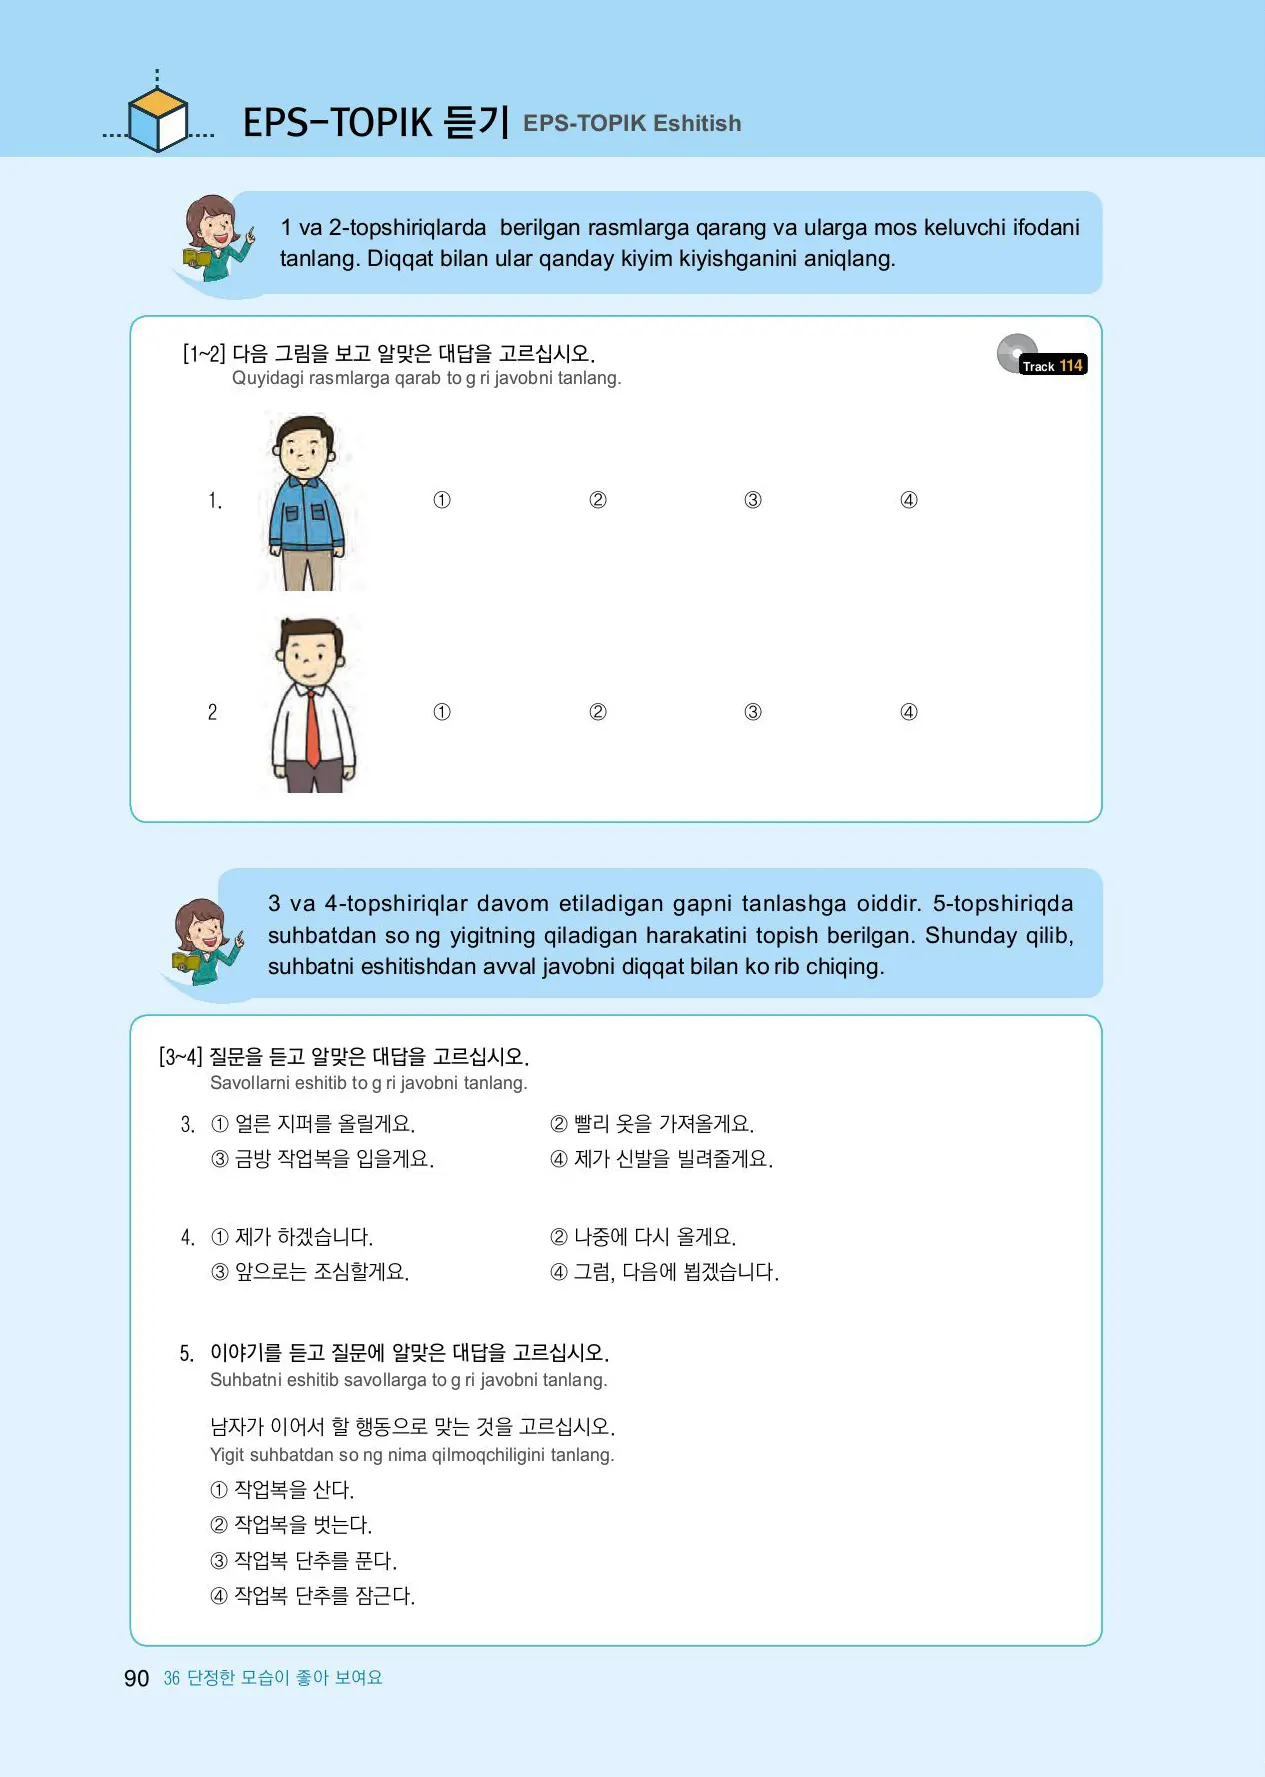 EPS-TOPIK 듣기 EPS-TOPIK Eshitish
1 va 2-topshiriqlarda berilgan rasmlarga qarang va ularga mos keluvchi ifodani
tanlang. Diqqat bilan ular qanday kiyim kiyishganini aniqlang.
[1~2] 다음 그림을 보고 알맞은 대답을 고르십시오.
Track 114
Quyidagi rasmlarga qarab to g ri javobni tanlang.
1. ① ② ③ ④
2 ① ② ③ ④
3 va 4-topshiriqlar davom etiladigan gapni tanlashga oiddir. 5-topshiriqda
suhbatdan so ng yigitning qiladigan harakatini topish berilgan. Shunday qilib,
suhbatni eshitishdan avval javobni diqqat bilan ko rib chiqing.
[3~4] 질문을 듣고 알맞은 대답을 고르십시오.
Savollarni eshitib to g ri javobni tanlang.
3. ① 얼른 지퍼를 올릴게요. ② 빨리 옷을 가져올게요.
③ 금방 작업복을 입을게요. ④ 제가 신발을 빌려줄게요.
4. ① 제가 하겠습니다. ② 나중에 다시 올게요.
③ 앞으로는 조심할게요. ④ 그럼, 다음에 뵙겠습니다.
5. 이야기를 듣고 질문에 알맞은 대답을 고르십시오.
Suhbatni eshitib savollarga to g ri javobni tanlang.
남자가 이어서 할 행동으로 맞는 것을 고르십시오.
Yigit suhbatdan so ng nima qilmoqchiligini tanlang.
① 작업복을 산다.
② 작업복을 벗는다.
③ 작업복 단추를 푼다.
④ 작업복 단추를 잠근다.
90 36 단정한 모습이 좋아 보여요